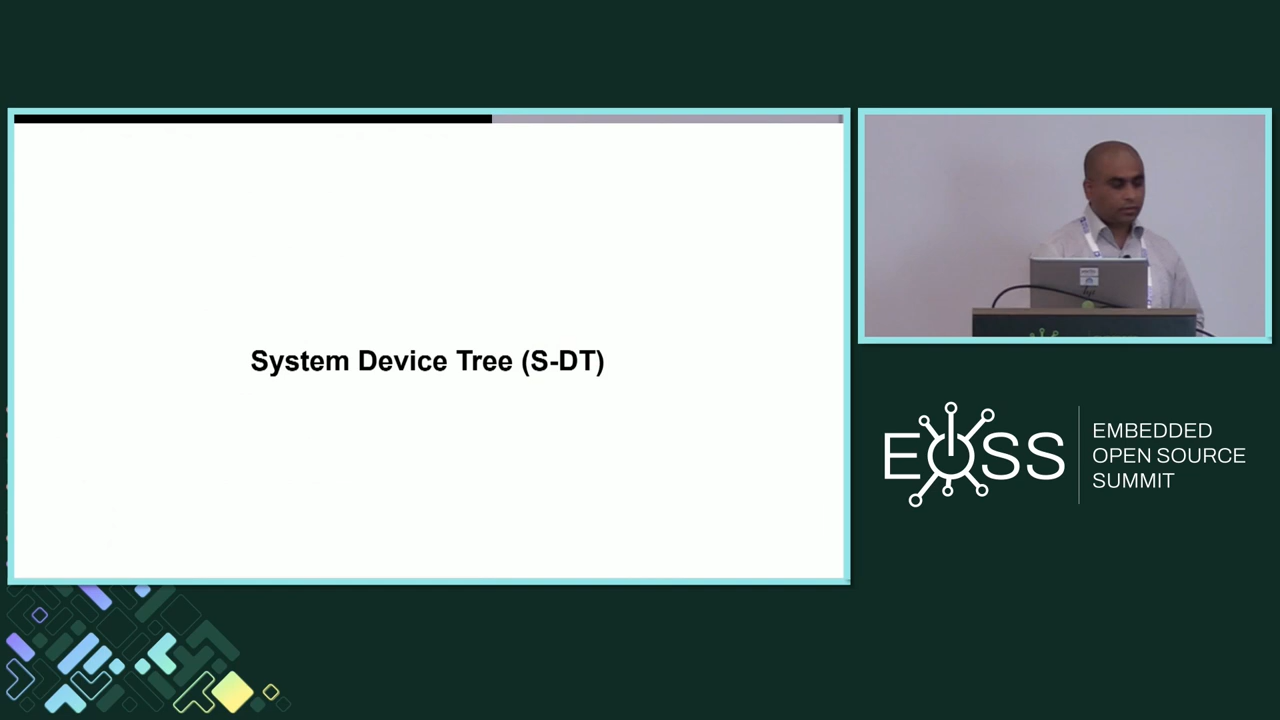 System Device Tree (S-DT)
EOSS
EMBEDDED
OPEN SOURCE
SUMMIT